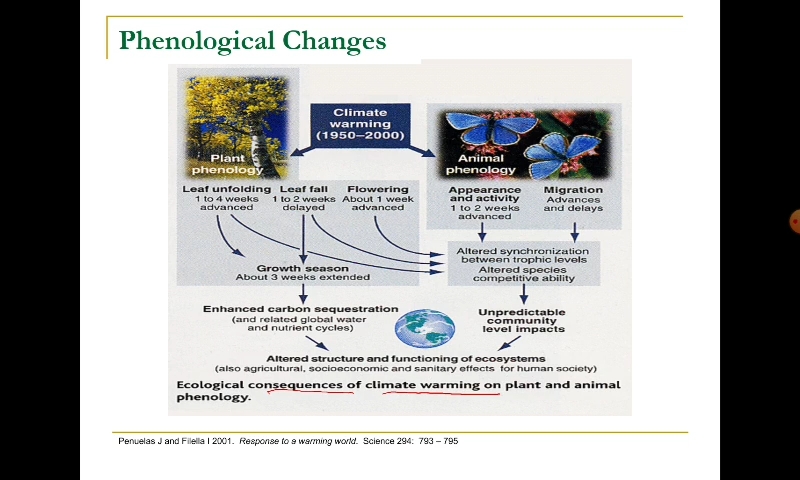 Phenological Changes
Climate
warming
(1950–2000)
Plant
phenology
Animal
phenology
Leaf unfolding
1 to 4 weeks
advanced
Leaf fall
1 to 2 weeks
delayed
Flowering
About 1 week
advanced
Appearance
and activity
1 to 2 weeks
advanced
Migration
Advances
and delays
Growth season
About 3 weeks extended
Altered synchronization
between trophic levels
Altered species
competitive ability
Enhanced carbon sequestration
(and related global water
and nutrient cycles)
Unpredictable
community
level impacts
Altered structure and functioning of ecosystems
(also agricultural, socioeconomic and sanitary effects for human society)
Ecological consequences of climate warming on plant and animal
phenology.
Penuelas J and Filella I 2001. Response to a warming world. Science 294: 793 – 795